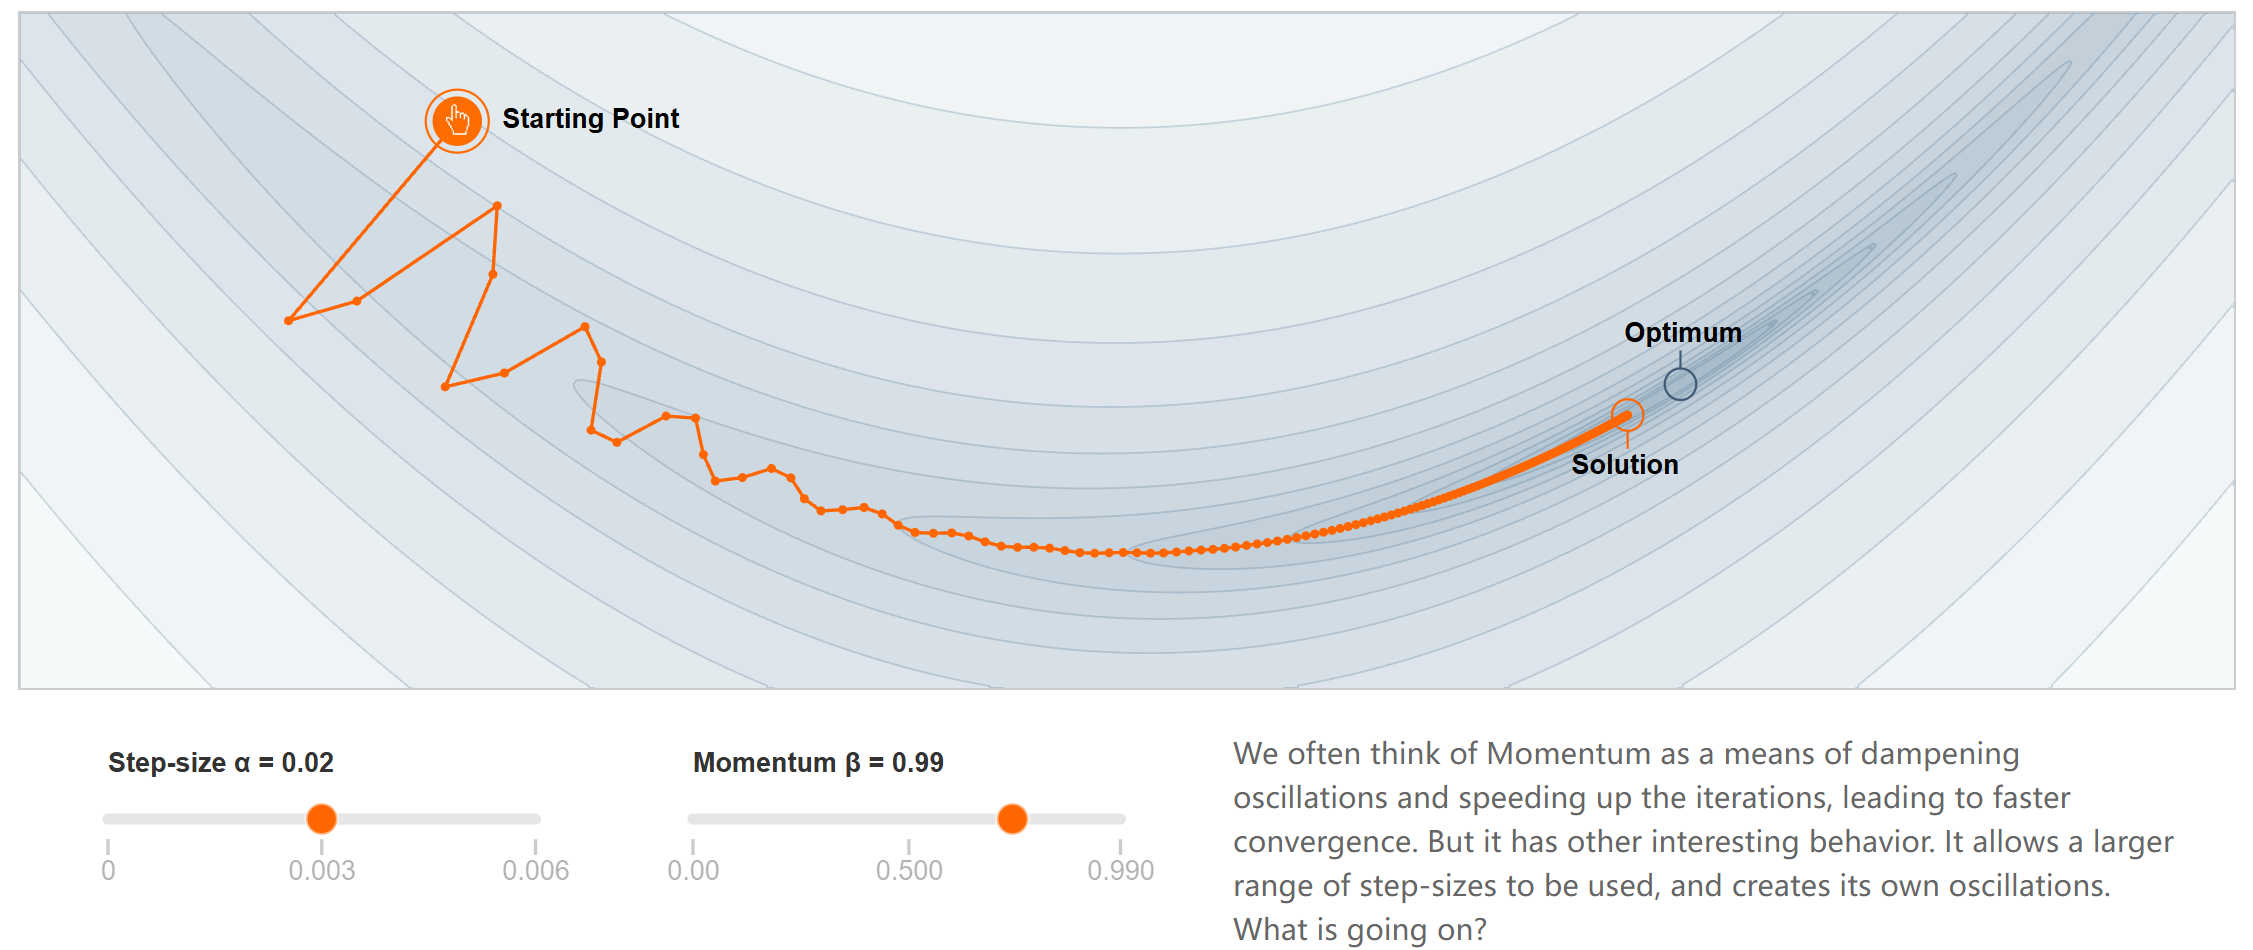 Starting Point
Optimum
Solution
Step-size α = 0.02
Momentum β = 0.99
0
0.003
0.006
0.00
0.500
0.990
We often think of Momentum as a means of dampening
oscillations and speeding up the iterations, leading to faster
convergence. But it has other interesting behavior. It allows a larger
range of step-sizes to be used, and creates its own oscillations.
What is going on?